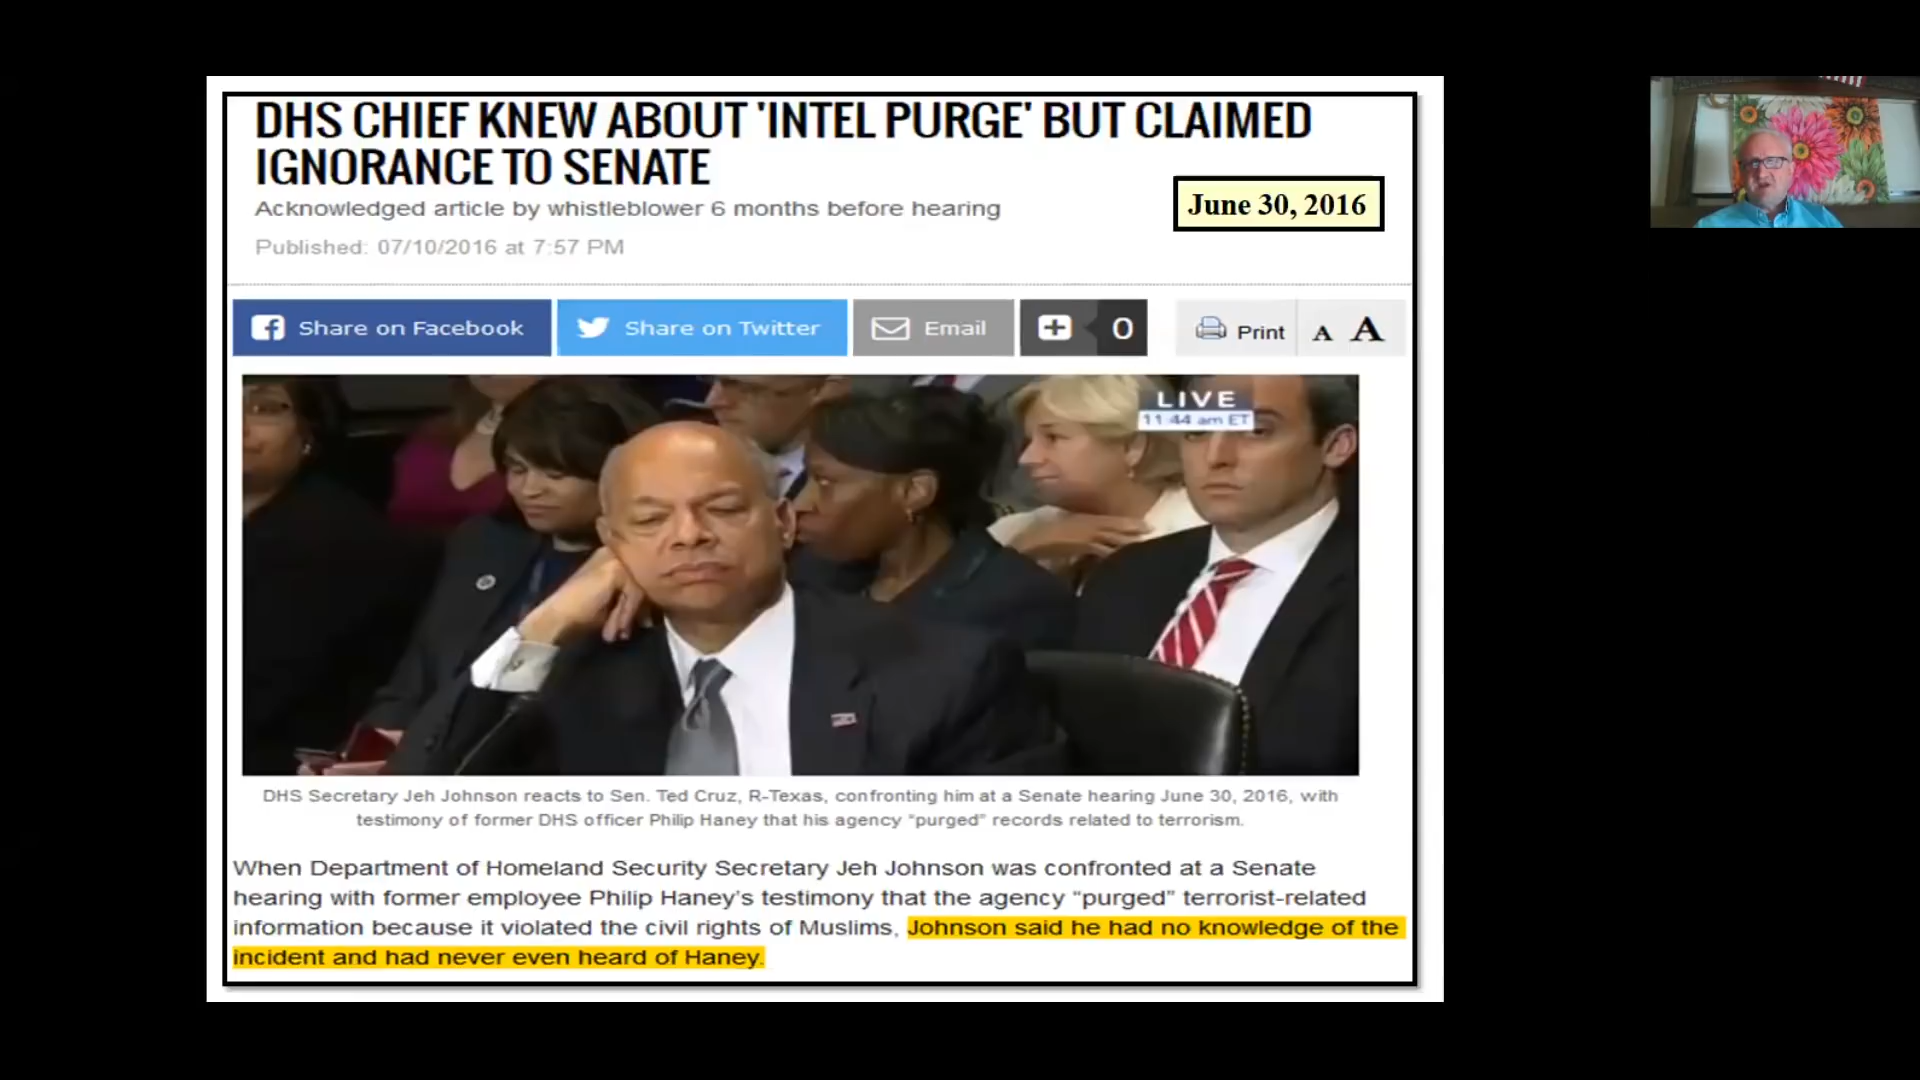 DHS CHIEF KNEW ABOUT 'INTEL PURGE' BUT CLAIMED
IGNORANCE TO SENATE
Acknowledged article by whistleblower 6 months before hearing
June 30, 2016
Published: 07/10/2016 at 7:57 PM
Share on Facebook
Share on Twitter
Email
0
Print
A A
LIVE
11:44 am ET
DHS Secretary Jeh Johnson reacts to Sen. Ted Cruz, R-Texas, confronting him at a Senate hearing June 30, 2016, with
testimony of former DHS officer Philip Haney that his agency “purged” records related to terrorism.
When Department of Homeland Security Secretary Jeh Johnson was confronted at a Senate
hearing with former employee Philip Haney’s testimony that the agency “purged” terrorist-related
information because it violated the civil rights of Muslims, Johnson said he had no knowledge of the
incident and had never even heard of Haney.